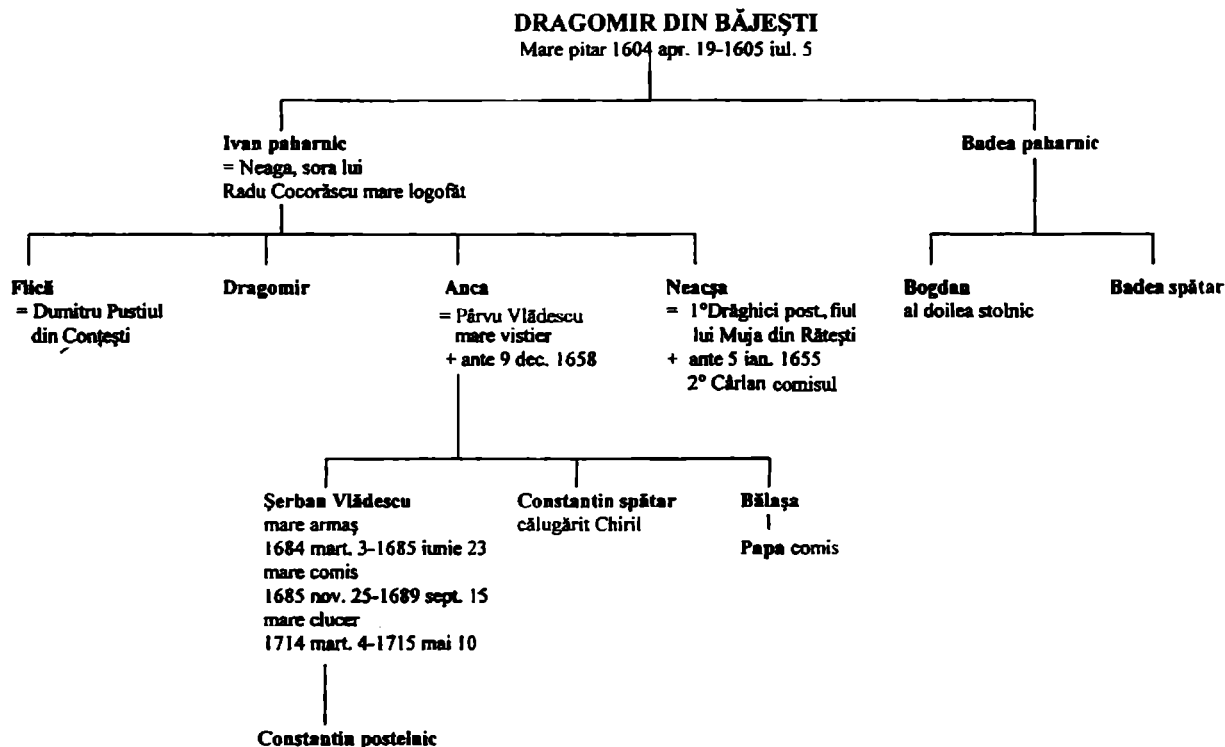 DRAGOMIR DIN BĂJEȘTI
Mare pitar 1604 apr. 19-1605 iul. 5
Ivan paharnic
= Neaga, sora lui
Radu Cocorăscu mare logofăt
Badea paharnic
Flică
= Dumitru Pustiul
din Conțești
Dragomir
Anca
= Pârvu Vlădescu
mare vistier
+ ante 9 dec. 1658
Neacșa
= 1°Drăghici post., fiul
lui Muja din Rătești
+ ante 5 ian. 1655
2° Cârlan comisul
Bogdan
al doilea stolnic
Badea spătar
Șerban Vlădescu
mare armaș
1684 mart. 3-1685 iunie 23
mare comis
1685 nov. 25-1689 sept. 15
mare clucer
1714 mart. 4-1715 mai 10
Constantin spătar
călugărit Chiril
Bălașa
Papa comis
Constantin postelnic